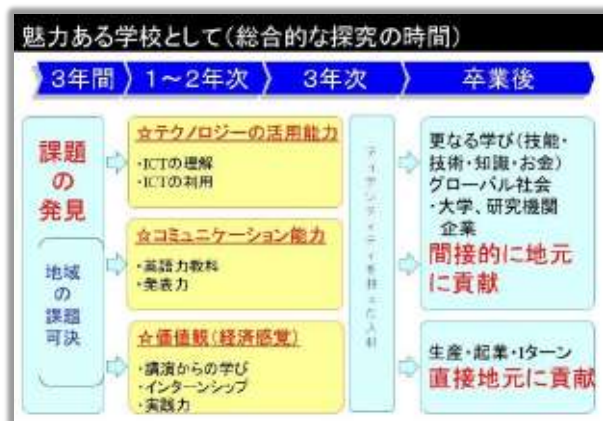 魅力ある学校として(総合的な探究の時間)
3年間
1~2年次
3年次
卒業後
課題
の
発見
地域
の
課題
可決
☆テクノロジーの活用能力
・ICTの理解
・ICTの利用
☆コミュニケーション能力
・英語力教科
・発表力
☆価値観(経済感覚)
・講演からの学び
・インターンシップ
・実践力
更なる学び(技能・
技術・知識・お金)
グローバル社会
・大学、研究機関
企業
間接的に地元
に貢献
生産・起業・Iターン
直接地元に貢献